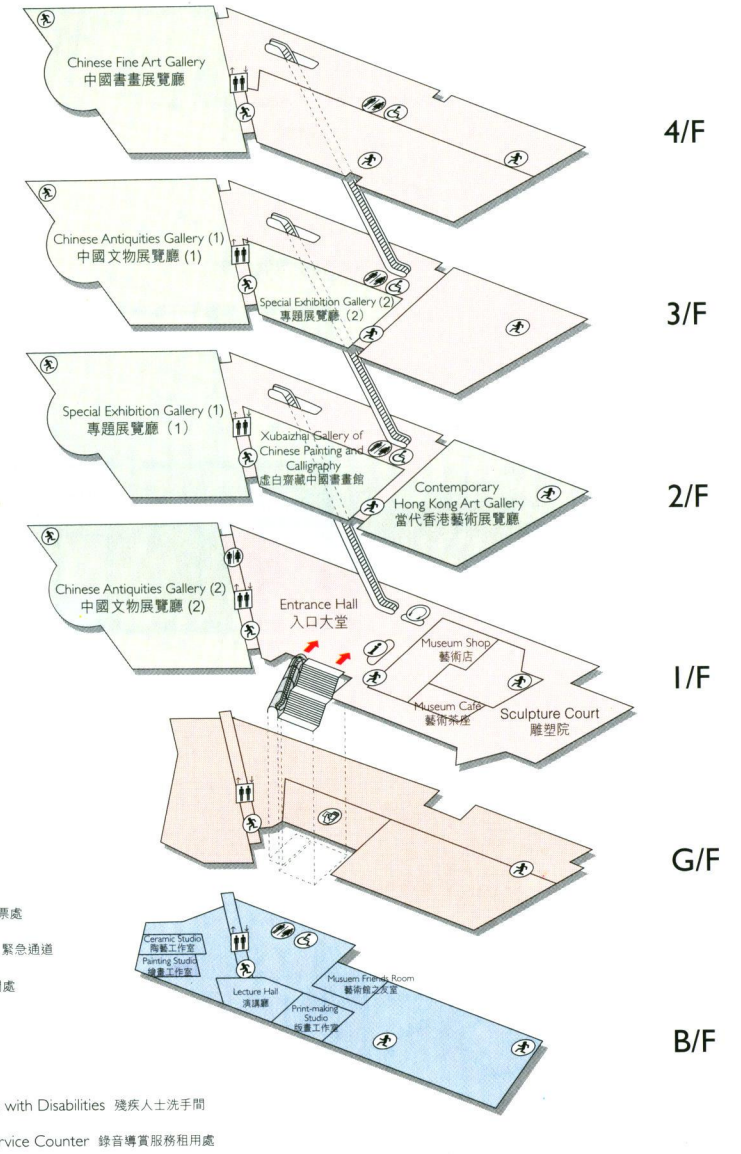 Chinese Fine Art Gallery
中國書畫展覽廳
4/F
Chinese Antiquities Gallery (1)
中國文物展覽廳 (1)
Special Exhibition Gallery (2)
專題展覽廳 (2)
3/F
Special Exhibition Gallery (1)
專題展覽廳 (1)
Xubaizhai Gallery of
Chinese Painting and
Calligraphy
虛白齋藏中國書畫館
Contemporary
Hong Kong Art Gallery
當代香港藝術展覽廳
2/F
Chinese Antiquities Gallery (2)
中國文物展覽廳 (2)
Entrance Hall
入口大堂
Museum Shop
藝術店
Museum Café
藝術茶座
Sculpture Court
雕塑院
1/F
G/F
票處
緊急通道
處
Ceramic Studio
陶藝工作室
Painting Studio
繪畫工作室
Lecture Hall
演講廳
Print-making
Studio
版畫工作室
Musuem Friends Room
藝術館之友室
B/F
with Disabilities 殘疾人士洗手間
rvice Counter 錄音導賞服務租用處